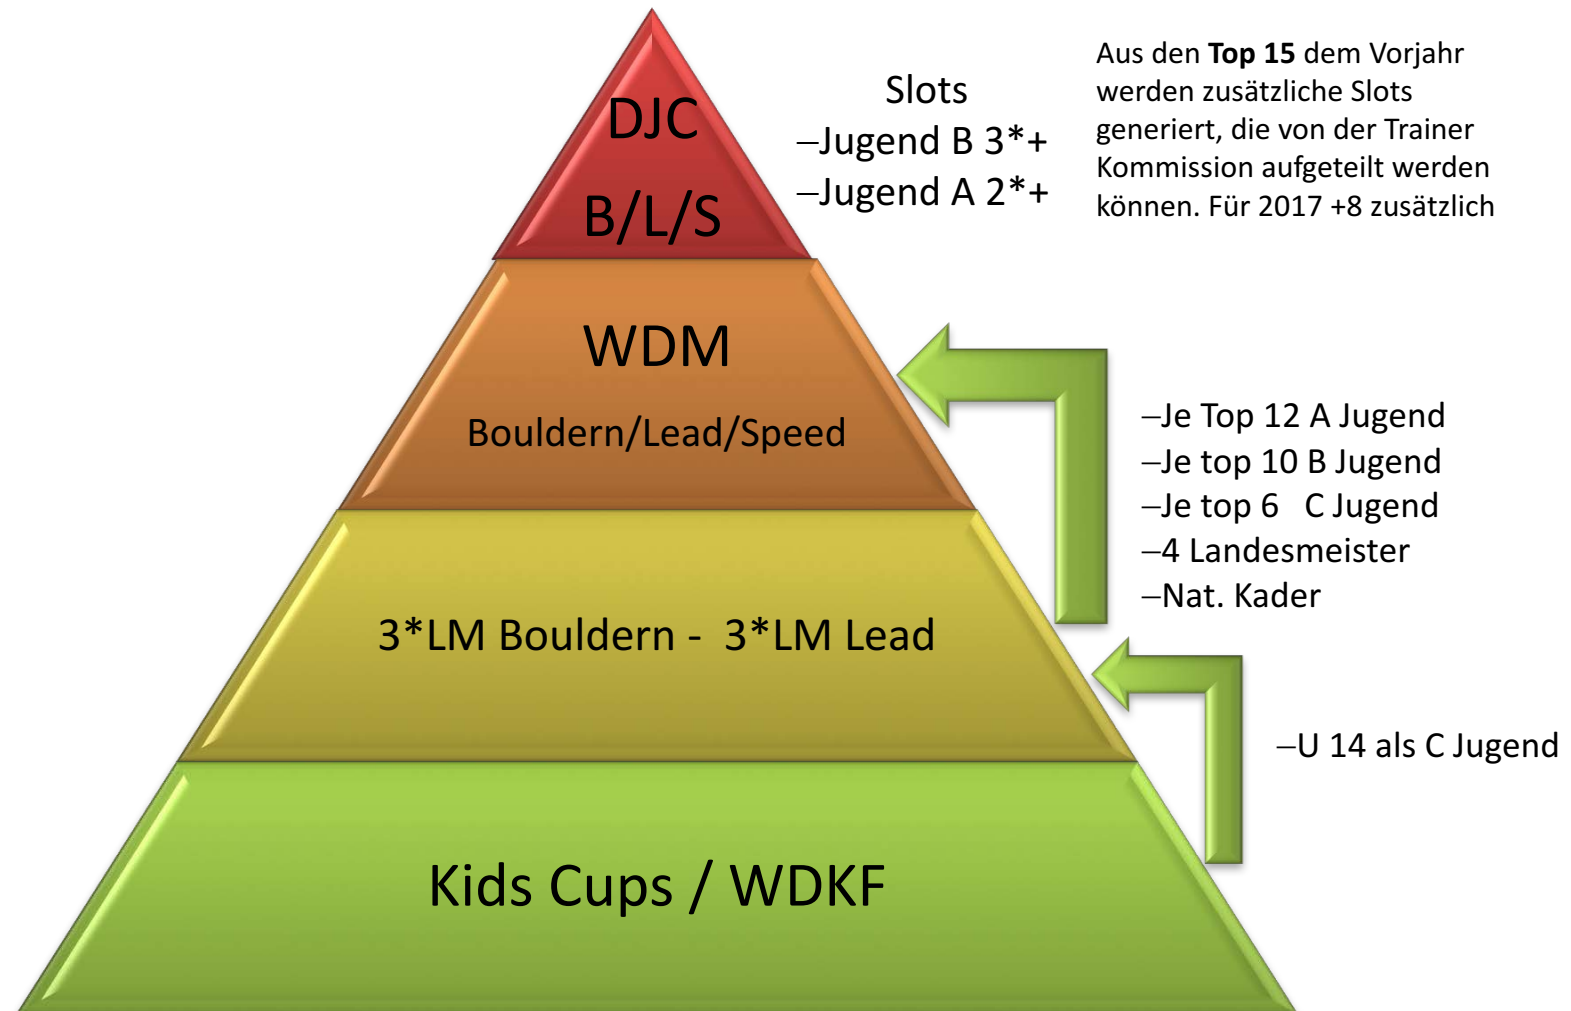 DJC
B/L/S
Slots
–Jugend B 3*+
–Jugend A 2*+
Aus den Top 15 dem Vorjahr
werden zusätzliche Slots
generiert, die von der Trainer
Kommission aufgeteilt werden
können. Für 2017 +8 zusätzlich
WDM
Bouldern/Lead/Speed
–Je Top 12 A Jugend
–Je top 10 B Jugend
–Je top 6 C Jugend
–4 Landesmeister
–Nat. Kader
3*LM Bouldern - 3*LM Lead
–U 14 als C Jugend
Kids Cups / WDKF